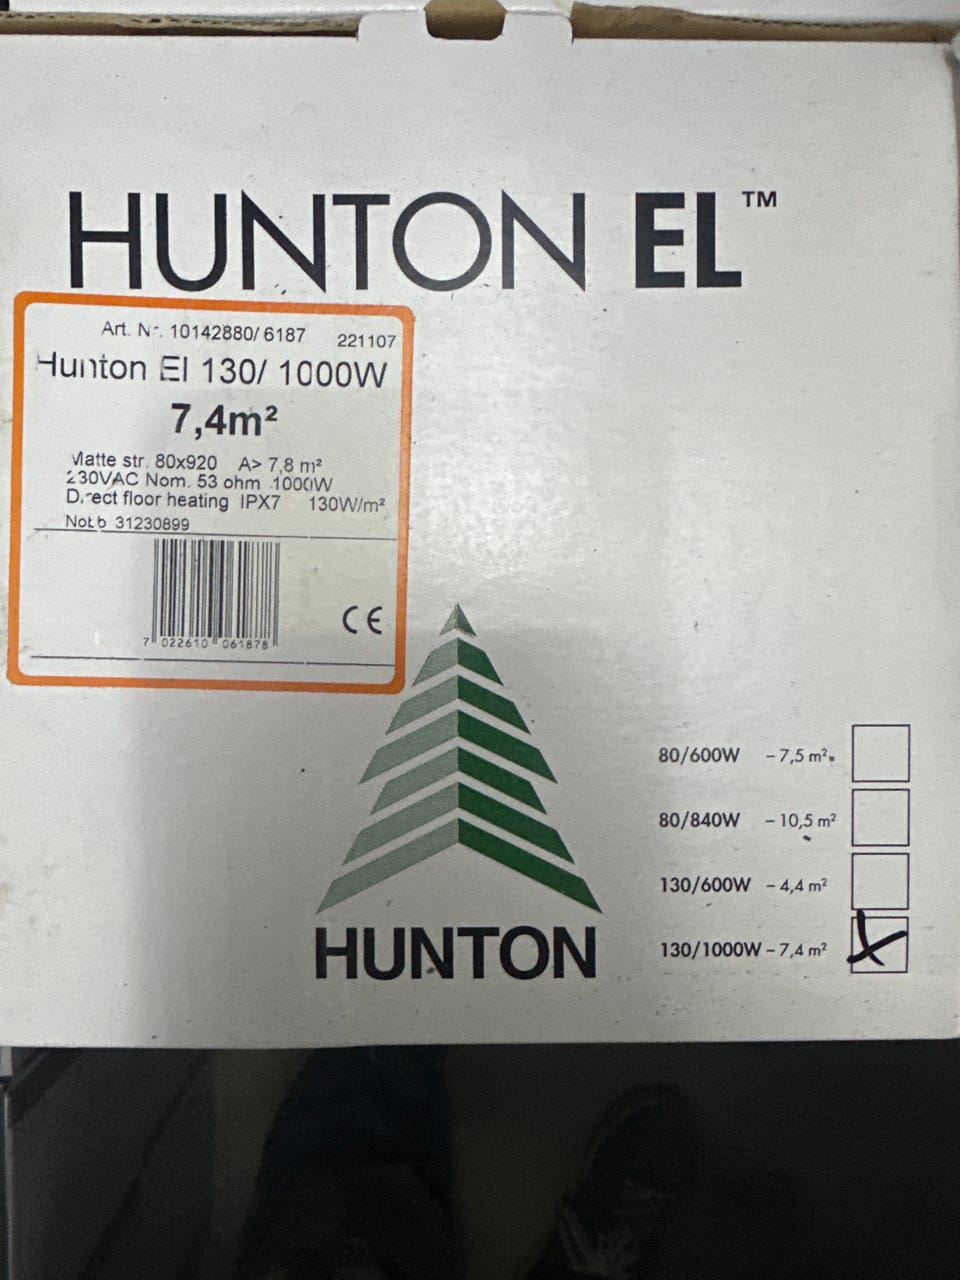 HUNTON EL™
Art. Nr. 10142880/ 6187 221107
Hunton El 130/ 1000W
7,4m²
Matte str. 80x920 A> 7,8 m²
230VAC Nom. 53 ohm 1000W
Direct floor heating IPX7 130W/m²
31230899
7 022610 061878
CE
80/600W – 7,5 m²
80/840W – 10,5 m²
130/600W – 4,4 m²
130/1000W – 7,4 m²
HUNTON